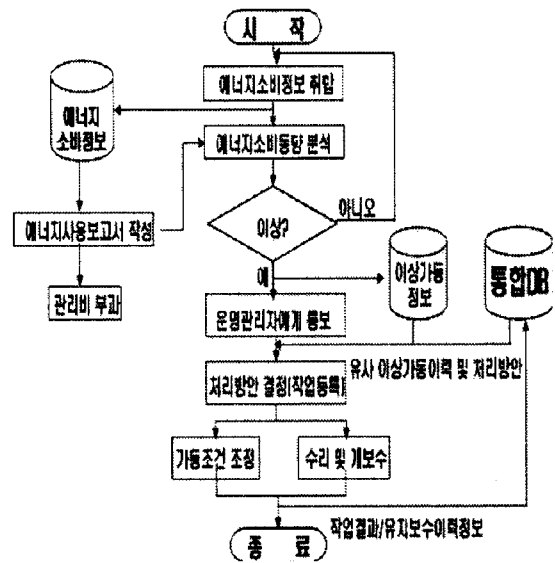 시 작
에너지소비정보 취합
에너지
소비정보
에너지소비동향 분석
에너지사용보고서 작성
이상?
아니오
예
관리비 부과
이상가동
정보
통합DB
운영관리자에게 통보
유사 이상가동이력 및 처리방안
처리방안 결정(작업등록)
가동조건 조정
수리 및 개보수
작업결과/유지보수이력정보
종 료